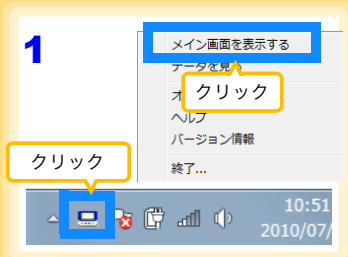 1
メイン画面を表示する
データを見
クリック
オ
ヘルプ
バージョン情報
終了...
クリック
10:51
2010/07/